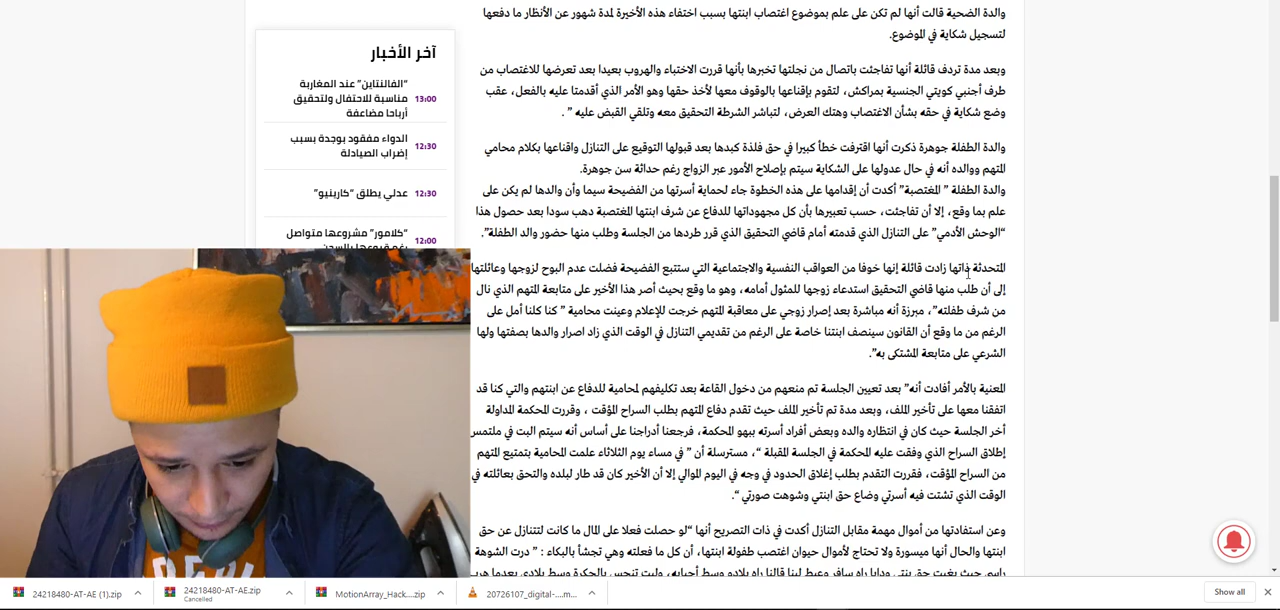 والدة الضحية قالت أنها لم تكن على علم بموضوع اغتصاب ابنتها بسبب اختفاء هذه الأخيرة لمدة شهور عن الأنظار ما دفعها
لتسجيل شكاية في الموضوع.
وبعد مدة تردف قائلة أنها تفاجئت باتصال من نجلتها تخبرها بأنها قررت الاختباء والهروب بعيدا بعد تعرضها للاغتصاب من
طرف أجنبي كويتي الجنسية بمراكش، لتقوم بإقناعها بالوقوف معها لأخذ حقها وهو الأمر الذي أقدمتا عليه بالفعل، عقب
وضع شكاية في حقه بشأن الاغتصاب وهتك العرض، لتباشر الشرطة التحقيق معه وتلقي القبض عليه ” .
والدة الطفلة جوهرة ذكرت أنها اقترفت خطأ كبيرا في حق فلذة كبدها بعد قبولها التوقيع على التنازل واقناعها بكلام محامي
المتهم ووالده أنه في حال عدولها على الشكاية سيتم بإصلاح الأمور عبر الزواج رغم حداثة سن جوهرة.
والدة الطفلة ” المغتصبة” أكدت أن إقدامها على هذه الخطوة جاء لحماية أسرتها من الفضيحة سيما وأن والدها لم يكن على
علم بما وقع، إلا أن تفاجئت، حسب تعبيرها بأن كل مجهوداتها للدفاع عن شرف ابنتها المغتصبة دهب سودا بعد حصول هذا
“الوحش الأدمي” على التنازل الذي قدمته أمام قاضي التحقيق الذي قرر طردها من الجلسة وطلب منها حضور والد الطفلة”.
المتحدثة ذاتها زادت قائلة إنها خوفا من العواقب النفسية والاجتماعية التي ستتبع الفضيحة فضلت عدم البوح لزوجها وعائلتها
إلى أن طلب منها قاضي التحقيق استدعاء زوجها للمثول أمامه، وهو ما وقع بحيث أصر هذا الأخير على متابعة المتهم الذي نال
من شرف طفلته”، مبرزة أنه مباشرة بعد إصرار زوجي على معاقبة المتهم خرجت للإعلام وعينت محامية ” كنا كلنا أمل على
الرغم من ما وقع أن القانون سينصف ابنتنا خاصة على الرغم من تقديمي التنازل في الوقت الذي زاد اصرار والدها بصفتها ولها
الشرعي على متابعة المشتكى به”.
المعنية بالأمر أفادت أنه” بعد تعيين الجلسة تم منعهم من دخول القاعة بعد تكليفهم لمحامية للدفاع عن ابنتهم والتي كنا قد
اتفقنا معها على تأخير الملف، وبعد مدة تم تأخير الملف حيث تقدم دفاع المتهم بطلب السراح المؤقت ، وقررت المحكمة المداولة
أخر الجلسة حيث كان في انتظاره والده وبعض أفراد أسرته ببهو المحكمة، فرجعنا أدراجنا على أساس أنه سيتم البت في ملتمس
إطلاق السراح الذي وفقت عليه المحكمة في الجلسة المقبلة “، مسترسلة أن ” في مساء يوم الثلاثاء علمت المحامية بتمتيع المتهم
من السراح المؤقت، فقررت التقدم بطلب إغلاق الحدود في وجه في اليوم الموالي إلا أن الأخير كان قد طار لبلده والتحق بعائلته في
الوقت الذي تشتت فيه أسرتي وضاع حق ابنتي وشوهت صورتي “.
وعن استفادتها من أموال مهمة مقابل التنازل أكدت في ذات التصريح أنها “لو حصلت فعلا على المال ما كانت لتتنازل عن حق
ابنتها والحال أنها ميسورة ولا تحتاج لأموال حيوان اغتصب طفولة ابنتها، أن كل ما فعلته وهي تجشأ بالبكاء : ” درت الشوهة
آخر الأخبار
“الفالنتاين” عند المغاربة
مناسبة للاحتفال ولتحقيق
أرباحا مضاعفة
13:00
الدواء مفقود بوجدة بسبب
إضراب الصيادلة
12:30
عدلي يطلق “كارينيو”
12:30
“كلامور” مشروعها متواصل
12:00
24218480-AT-AE (1).zip
24218480-AT-AE.zip
Cancelled
MotionArray_Hack....zip
20726107_digital-....m...
Show all